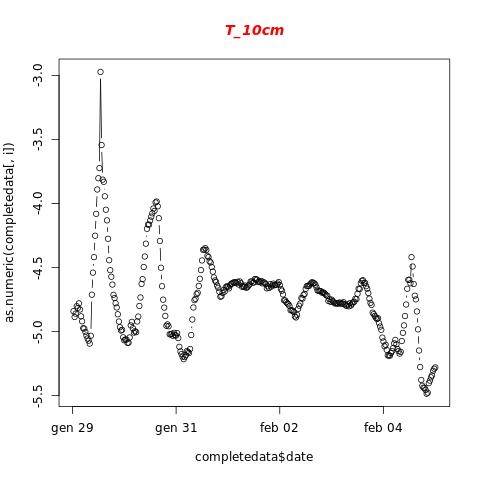 T_10cm
as.numeric(completedata[, i])
-3.0
-3.5
-4.0
-4.5
-5.0
-5.5
gen 29
gen 31
feb 02
feb 04
completedata$date